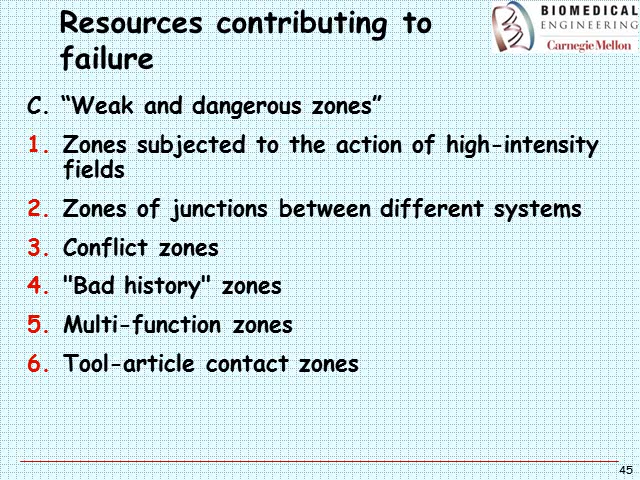 Resources contributing to
failure
BIOMEDICAL
ENGINEERING
Carnegie Mellon
C. “Weak and dangerous zones”
1. Zones subjected to the action of high-intensity
fields
2. Zones of junctions between different systems
3. Conflict zones
4. "Bad history" zones
5. Multi-function zones
6. Tool-article contact zones
45